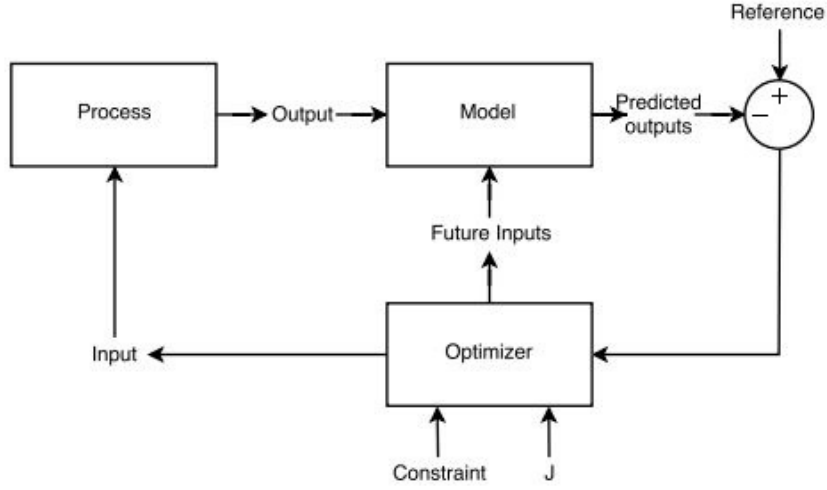 Reference
Process
Output
Model
Predicted
outputs
+
−
Future Inputs
Input
Optimizer
Constraint
J